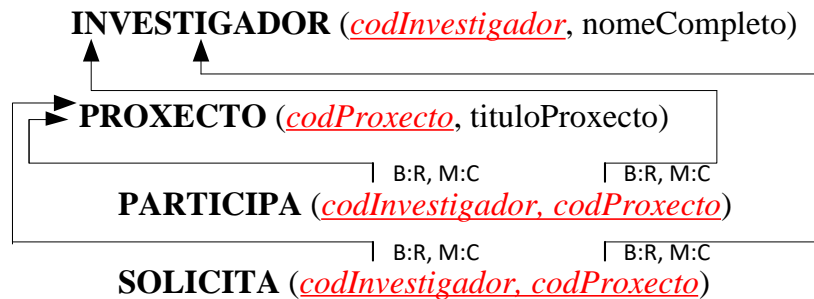 INVESTIGADOR (codInvestigador, nomeCompleto)
PROXECTO (codProxecto, tituloProxecto)
B:R, M:C B:R, M:C
PARTICIPA (codInvestigador, codProxecto)
B:R, M:C B:R, M:C
SOLICITA (codInvestigador, codProxecto)